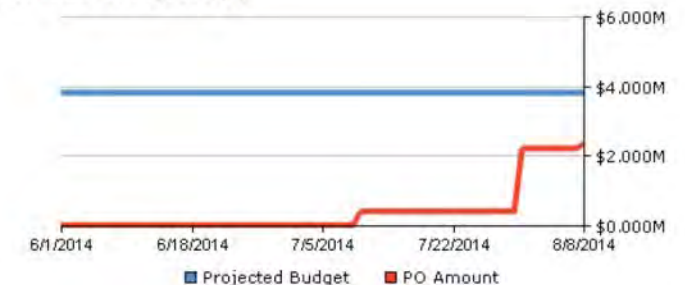 $6.000M
$4.000M
$2.000M
$0.000M
6/1/2014 6/18/2014 7/5/2014 7/22/2014 8/8/2014
Projected Budget PO Amount